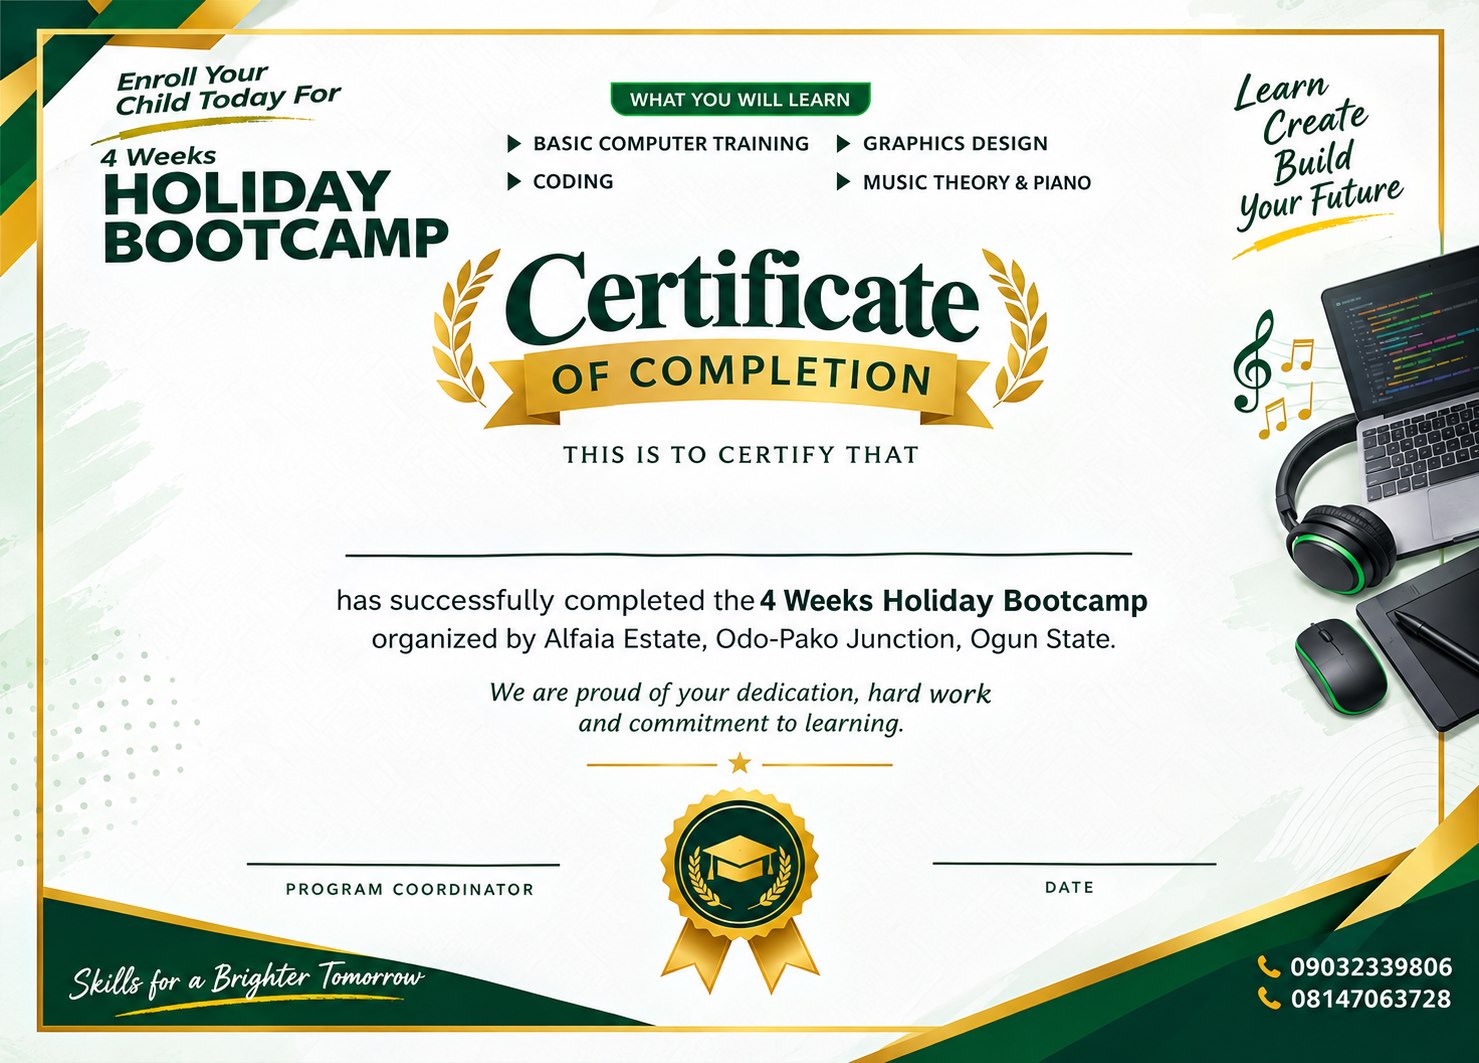 Enroll Your
Child Today For
4 Weeks
HOLIDAY
BOOTCAMP
WHAT YOU WILL LEARN
BASIC COMPUTER TRAINING
GRAPHICS DESIGN
CODING
MUSIC THEORY & PIANO
Learn
Create
Build
Your Future
Certificate
OF COMPLETION
THIS IS TO CERTIFY THAT
has successfully completed the 4 Weeks Holiday Bootcamp
organized by Alfaia Estate, Odo-Pako Junction, Ogun State.
We are proud of your dedication, hard work
and commitment to learning.
PROGRAM COORDINATOR
DATE
Skills for a Brighter Tomorrow
09032339806
08147063728